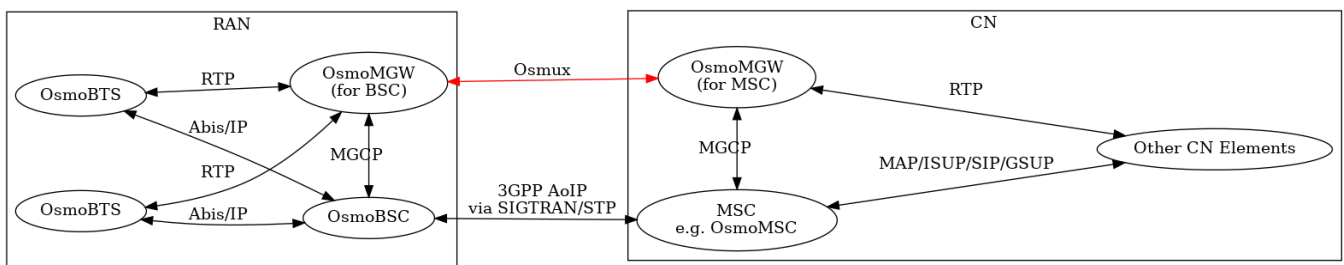 RAN
CN
OsmoBTS
RTP
OsmoMGW
(for BSC)
Osmux
OsmoMGW
(for MSC)
RTP
Abis/IP
MGCP
MGCP
Other CN Elements
MAP/ISUP/SIP/GSUP
RTP
OsmoBTS
Abis/IP
OsmoBSC
3GPP AoIP
via SIGTRAN/STP
MSC
e.g. OsmoMSC